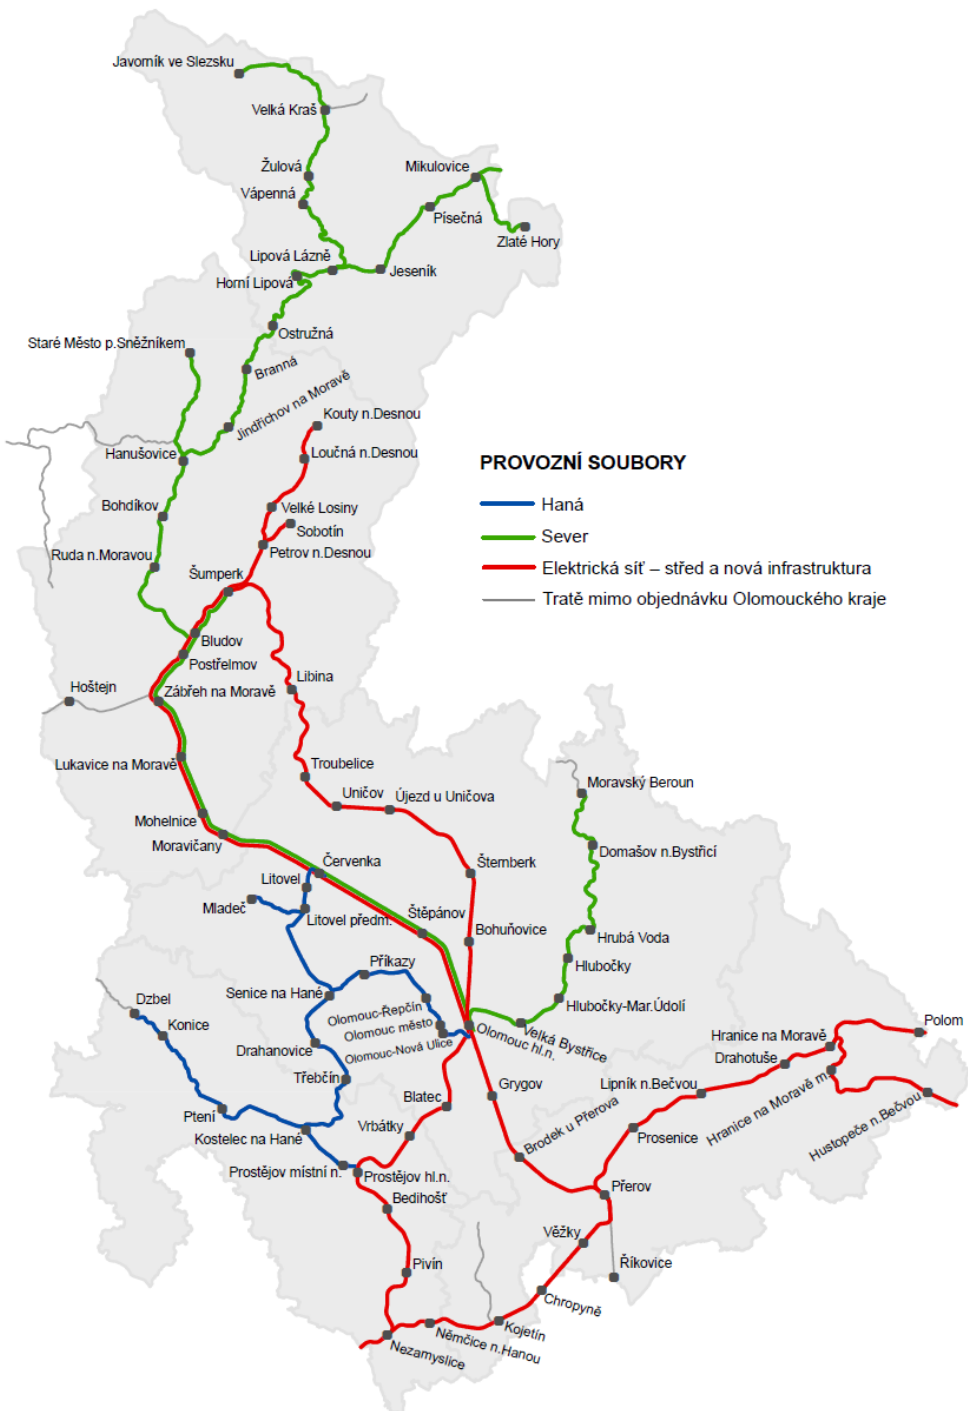 Javorník ve Slezsku
Velká Kraš
Žulová
Mikulovice
Vápenná
Písečná
Zlaté Hory
Lipová Lázně
Jeseník
Horní Lipová
Ostružná
Staré Město p.Sněžníkem
Branná
Jindřichov na Moravě
Kouty n.Desnou
Hanušovice
Loučná n.Desnou
PROVOZNÍ SOUBORY
Haná
Sever
Elektrická síť – střed a nová infrastruktura
Tratě mimo objednávku Olomouckého kraje
Bohdíkov
Velké Losiny
Sobotín
Ruda n.Moravou
Petrov n.Desnou
Šumperk
Bludov
Postřelmov
Hoštejn
Zábřeh na Moravě
Libina
Lukavice na Moravě
Troubelice
Moravský Beroun
Uničov
Újezd u Uničova
Mohelnice
Moravičany
Domašov n.Bystřicí
Červenka
Šternberk
Litovel
Mladeč
Litovel předm.
Štěpánov
Bohuňovice
Hrubá Voda
Příkazy
Hlubočky
Senice na Hané
Dzbel
Olomouc-Řepčín
Hlubočky-Mar.Údolí
Konice
Olomouc město
Olomouc-Nová Ulice
Olomouc hl.n.
Velká Bystřice
Drahanovice
Hranice na Moravě
Polom
Drahotuše
Třebčín
Grygov
Lipník n.Bečvou
Hranice na Moravě m.
Hustopeče n.Bečvou
Ptení
Blatec
Brodek u Přerova
Kostelec na Hané
Vrbátky
Prosenice
Prostějov místní n.
Prostějov hl.n.
Přerov
Bedihošť
Věžky
Pivín
Říkovice
Chropyně
Kojetín
Němčice n.Hanou
Nezamyslice